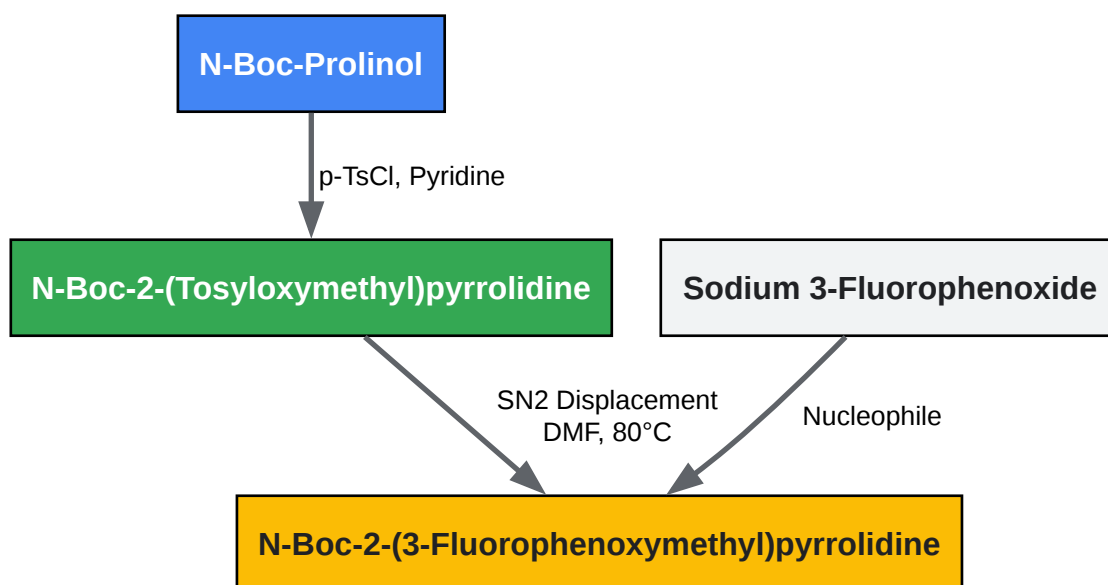 N-Boc-Prolinol
p-TsCl, Pyridine
N-Boc-2-(Tosyloxymethyl)pyrrolidine
Sodium 3-Fluorophenoxide
SN2 Displacement
DMF, 80°C
Nucleophile
N-Boc-2-(3-Fluorophenoxymethyl)pyrrolidine